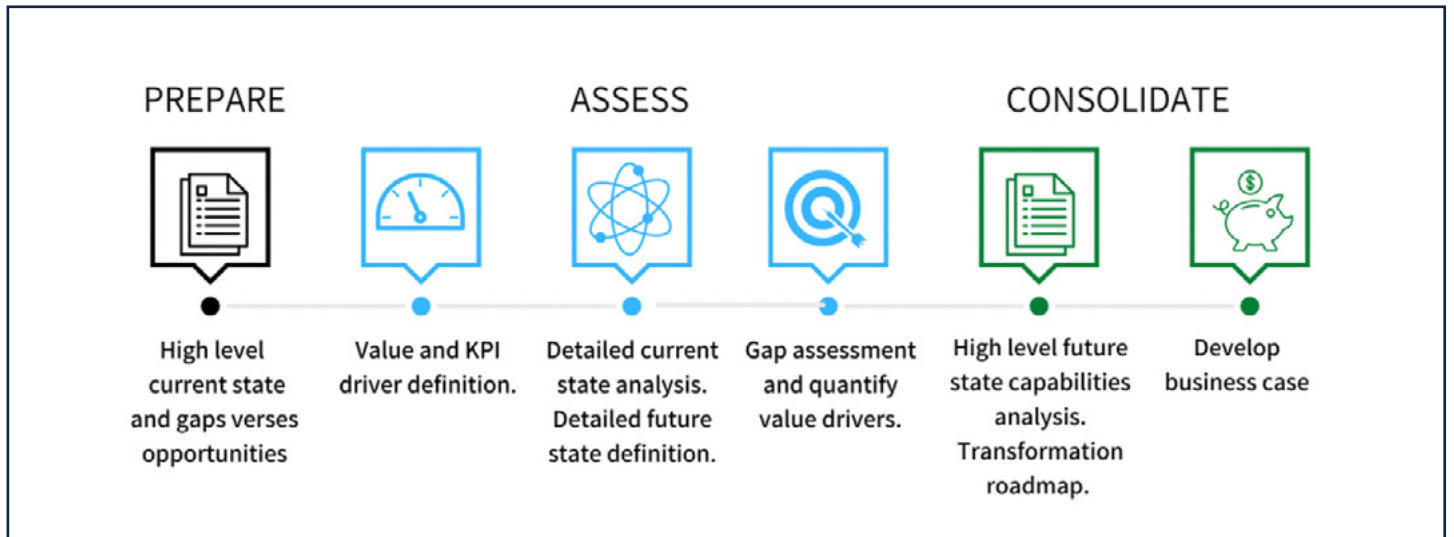 PREPARE
ASSESS
CONSOLIDATE
$
High level
current state
and gaps verses
opportunities
Value and KPI
driver definition.
Detailed current
state analysis.
Detailed future
state definition.
Gap assessment
and quantify
value drivers.
High level future
state capabilities
analysis.
Transformation
roadmap.
Develop
business case